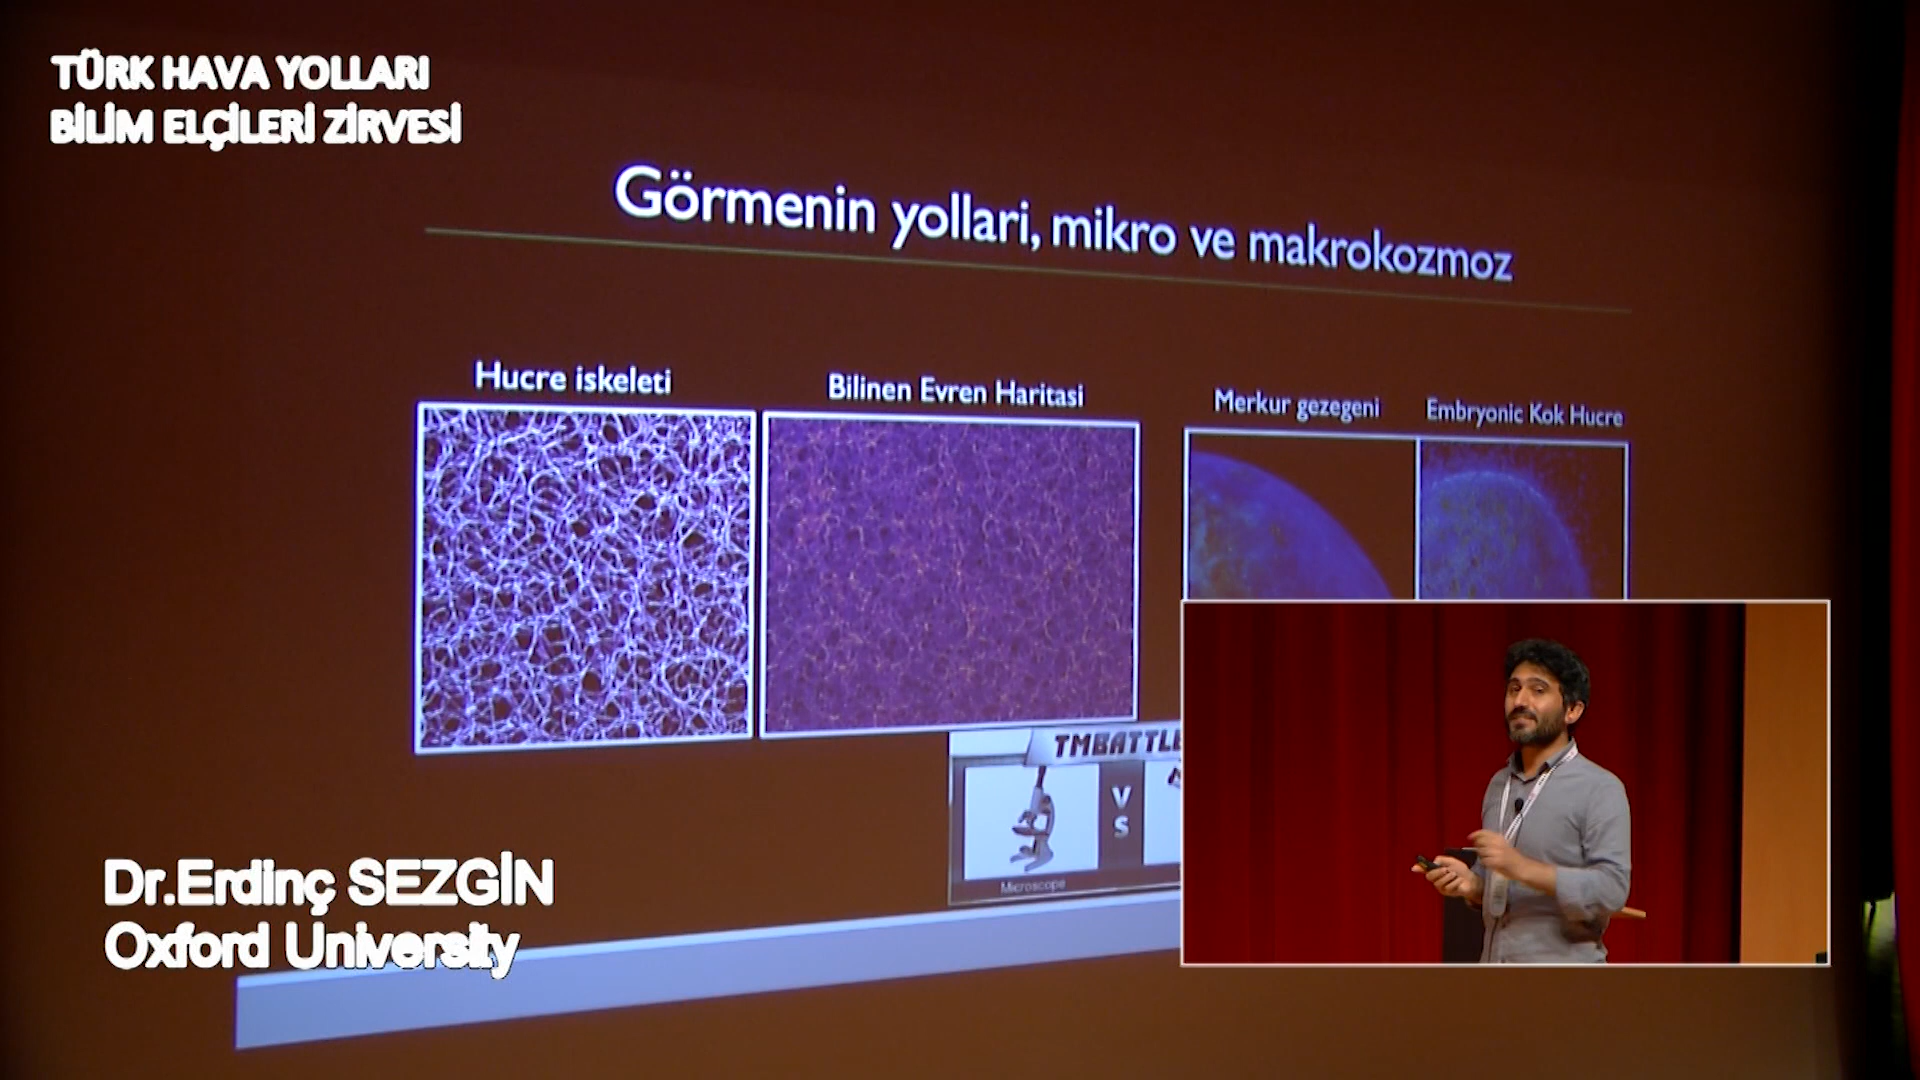 TÜRK HAVA YOLLARI
BİLİM ELÇİLERİ ZİRVESİ
Görmenin yollari, mikro ve makrokozmoz
Hucre iskeleti
Bilinen Evren Haritasi
Merkur gezegeni
Embryonic Kok Hucre
TMBATTLE
V
S
Microscope
Dr.Erdinç SEZGİN
Oxford University